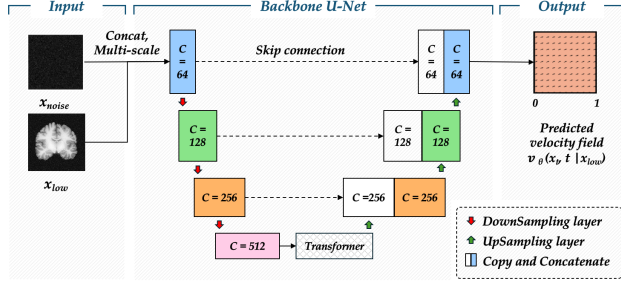 Input
Backbone U-Net
Output
Concat,
Multi-scale
x_noise
x_low
C
=
64
Skip connection
C
=
64
C
=
64
C =
128
C =
128
C =
128
C = 256
C =256
C = 256
C = 512
Transformer
0 1
Predicted
velocity field
v_θ(x_t, t |x_low)
DownSampling layer
UpSampling layer
Copy and Concatenate